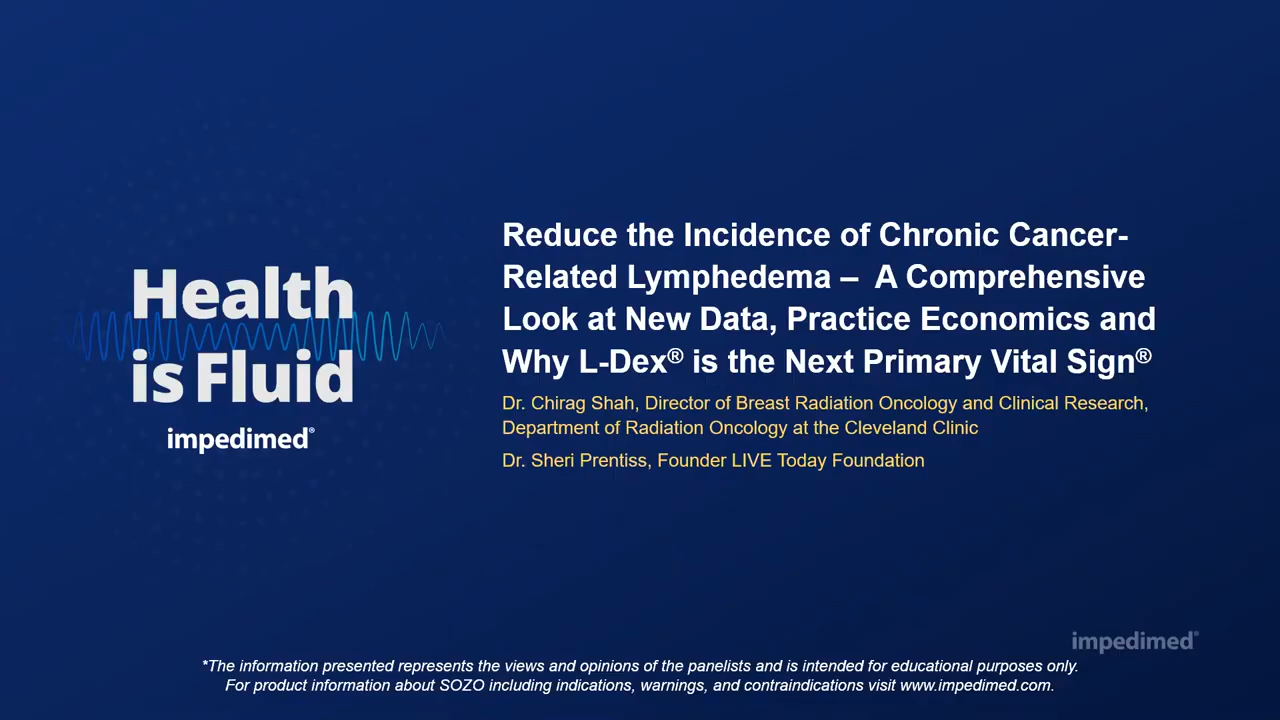 Health
is Fluid
impedimed®
Reduce the Incidence of Chronic Cancer-
Related Lymphedema – A Comprehensive
Look at New Data, Practice Economics and
Why L-Dex® is the Next Primary Vital Sign®
Dr. Chirag Shah, Director of Breast Radiation Oncology and Clinical Research,
Department of Radiation Oncology at the Cleveland Clinic
Dr. Sheri Prentiss, Founder LIVE Today Foundation
impedimed®
*The information presented represents the views and opinions of the panelists and is intended for educational purposes only.
For product information about SOZO including indications, warnings, and contraindications visit www.impedimed.com.